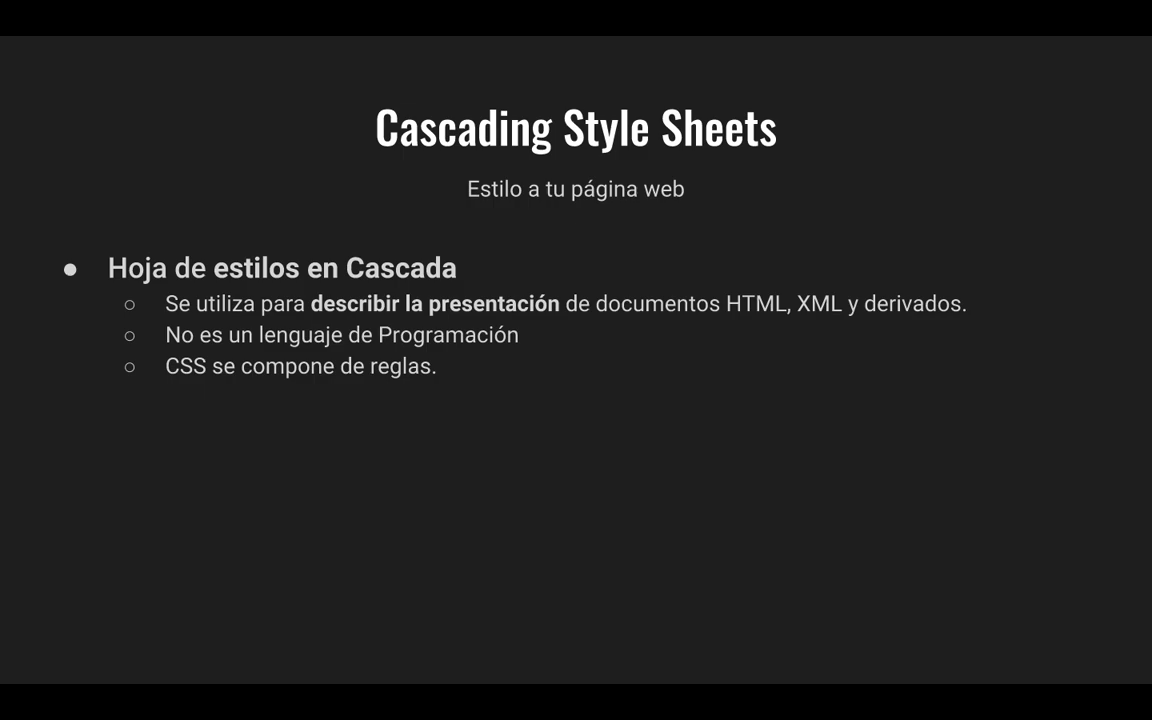 Cascading Style Sheets
Estilo a tu página web
● Hoja de estilos en Cascada
○ Se utiliza para describir la presentación de documentos HTML, XML y derivados.
○ No es un lenguaje de Programación
○ CSS se compone de reglas.